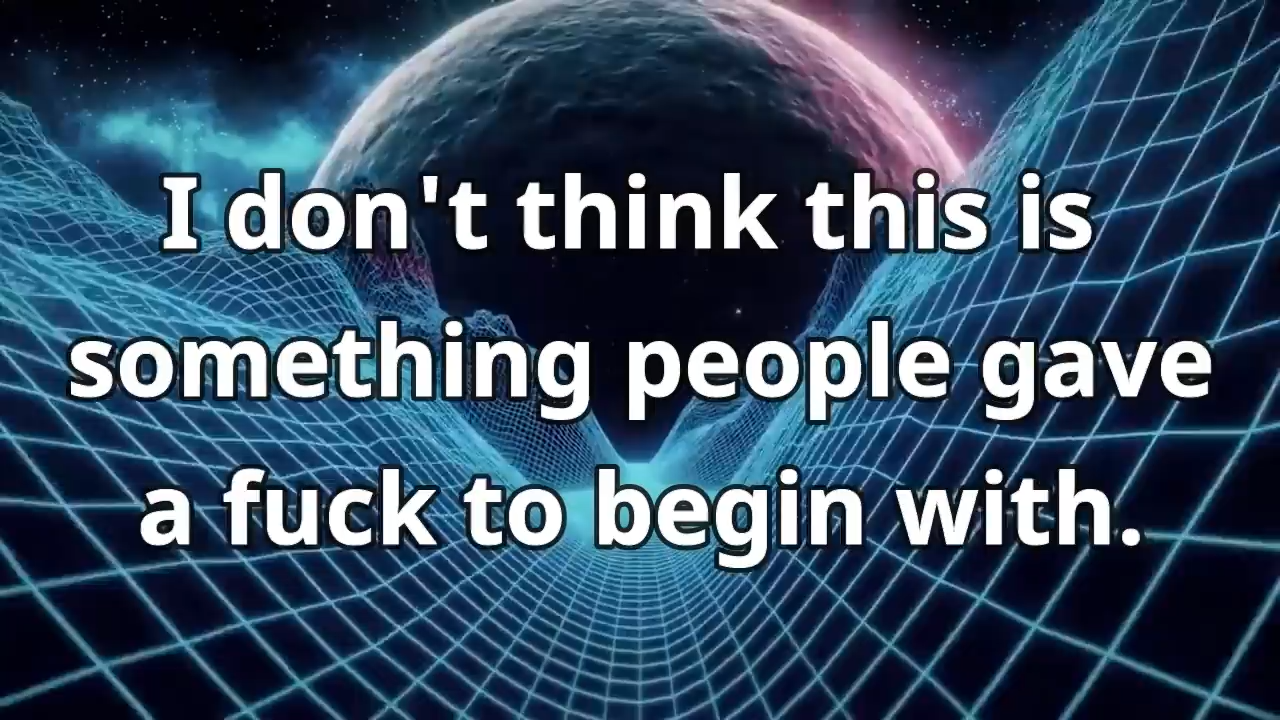 I don't think this is
something people gave
a fuck to begin with.